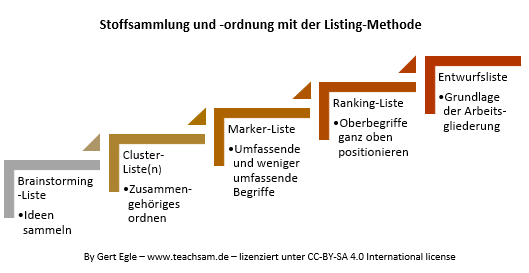 Stoffsammlung und -ordnung mit der Listing-Methode
Brainstorming
-Liste
•Ideen
sammeln
Cluster-
Liste(n)
•Zusammen-
gehöriges
ordnen
Marker-Liste
•Umfassende
und weniger
umfassende
Begriffe
Ranking-Liste
•Oberbegriffe
ganz oben
positionieren
Entwurfsliste
•Grundlage
der Arbeits-
gliederung
By Gert Egle – www.teachsam.de – lizenziert unter CC-BY-SA 4.0 International license